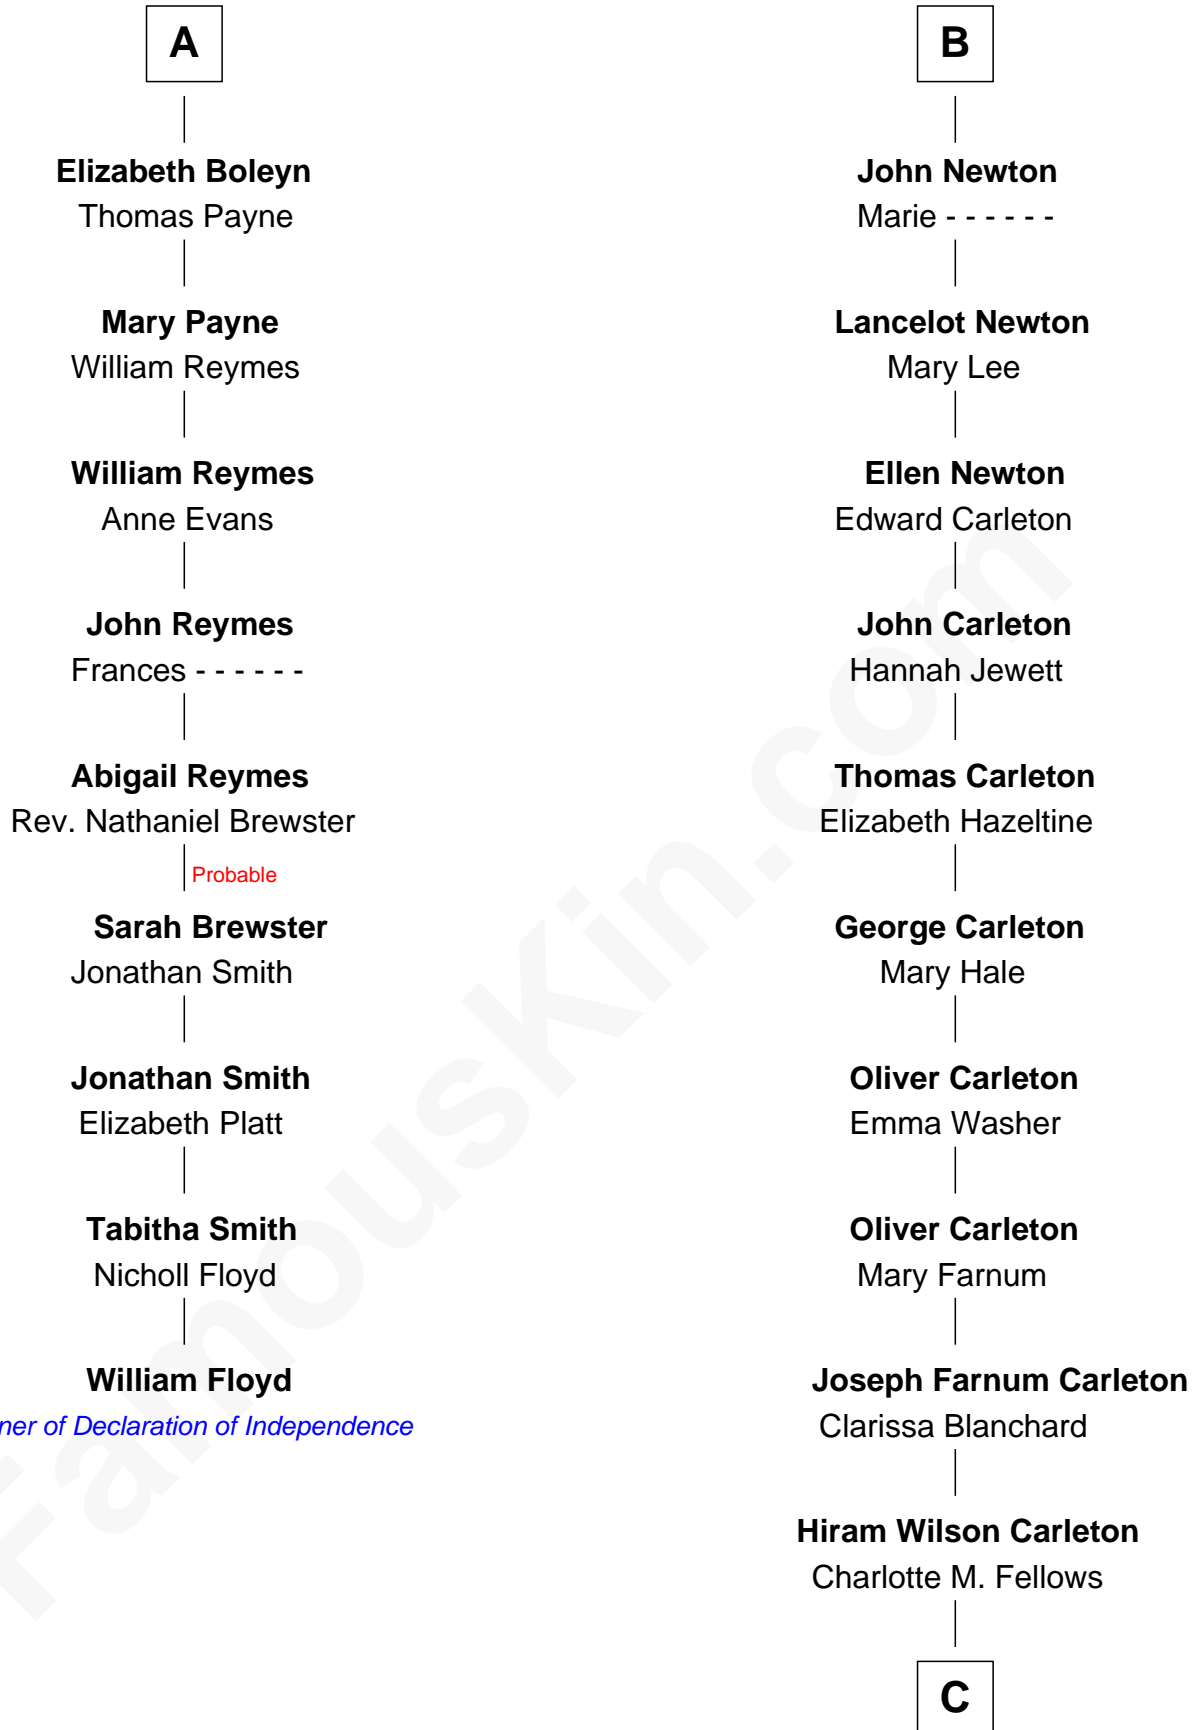 A
Elizabeth Boleyn
Thomas Payne
Mary Payne
William Reymes
William Reymes
Anne Evans
John Reymes
Frances - - - - - -
Abigail Reymes
Rev. Nathaniel Brewster
Probable
Sarah Brewster
Jonathan Smith
Jonathan Smith
Elizabeth Platt
Tabitha Smith
Nicholl Floyd
William Floyd
ner of Declaration of Independence
B
John Newton
Marie - - - - - -
Lancelot Newton
Mary Lee
Ellen Newton
Edward Carleton
John Carleton
Hannah Jewett
Thomas Carleton
Elizabeth Hazeltine
George Carleton
Mary Hale
Oliver Carleton
Emma Washer
Oliver Carleton
Mary Farnum
Joseph Farnum Carleton
Clarissa Blanchard
Hiram Wilson Carleton
Charlotte M. Fellows
C
FamousKin.com